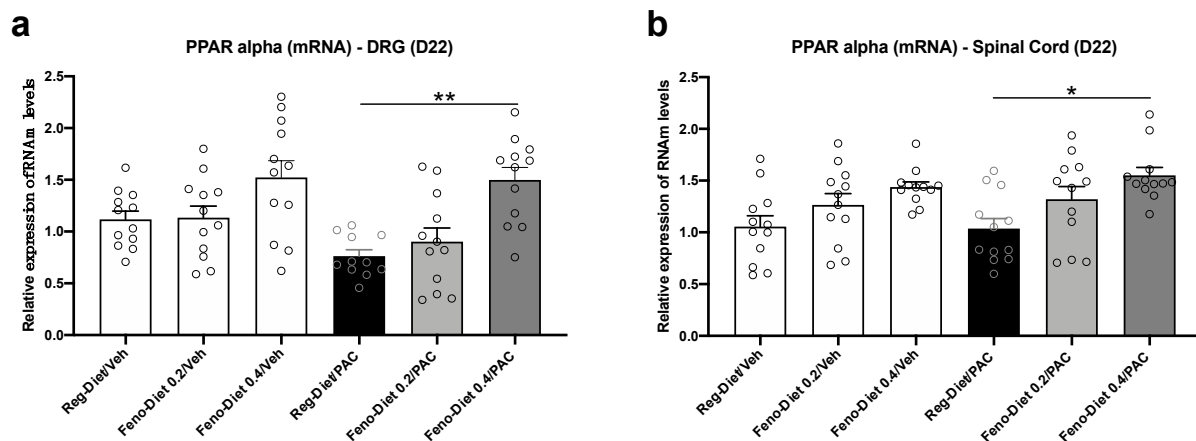 a
PPAR alpha (mRNA) - DRG (D22)
Relative expression of RNAm levels
2.5
2.0
1.5
1.0
0.5
0.0
**
Reg-Diet/Veh
Feno-Diet 0.2/Veh
Feno-Diet 0.4/Veh
Reg-Diet/PAC
Feno-Diet 0.2/PAC
Feno-Diet 0.4/PAC
b
PPAR alpha (mRNA) - Spinal Cord (D22)
Relative expression of RNAm levels
2.5
2.0
1.5
1.0
0.5
0.0
*
Reg-Diet/Veh
Feno-Diet 0.2/Veh
Feno-Diet 0.4/Veh
Reg-Diet/PAC
Feno-Diet 0.2/PAC
Feno-Diet 0.4/PAC